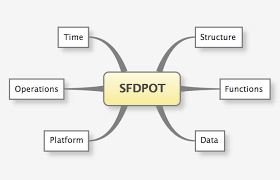 Time
Structure
Operations
SFDPOT
Functions
Platform
Data